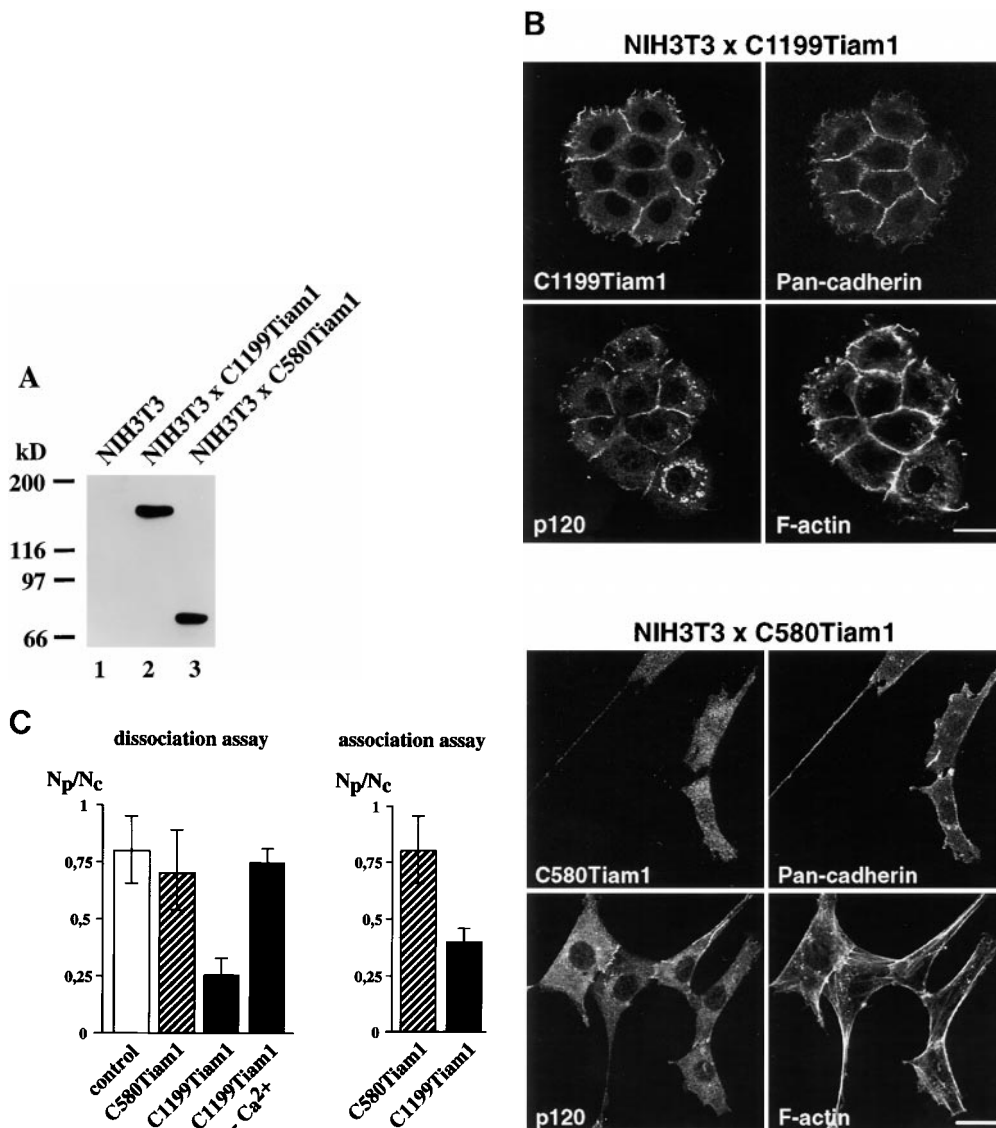 A
NIH3T3
NIH3T3 x C1199Tiam1
NIH3T3 x C580Tiam1
kD
200
116
97
66
1 2 3
B
NIH3T3 x C1199Tiam1
C1199Tiam1
Pan-cadherin
p120
F-actin
NIH3T3 x C580Tiam1
C580Tiam1
Pan-cadherin
p120
F-actin
C
dissociation assay
Np/Nc
1
0,75
0,5
0,25
0
control
C580Tiam1
C1199Tiam1
C1199Tiam1
- Ca2+
association assay
Np/Nc
1
0,75
0,5
0,25
0
C580Tiam1
C1199Tiam1